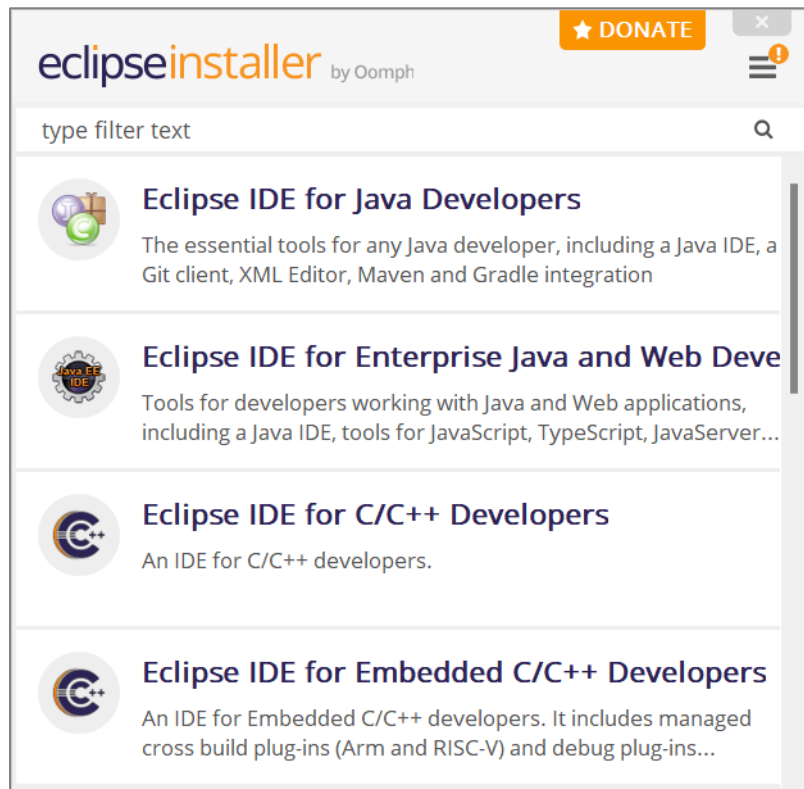 DONATE
eclipseinstaller by Oomph
type filter text
Eclipse IDE for Java Developers
The essential tools for any Java developer, including a Java IDE, a
Git client, XML Editor, Maven and Gradle integration
Java EE
IDE
Eclipse IDE for Enterprise Java and Web Deve
Tools for developers working with Java and Web applications,
including a Java IDE, tools for JavaScript, TypeScript, JavaServer...
C++
Eclipse IDE for C/C++ Developers
An IDE for C/C++ developers.
C++
Eclipse IDE for Embedded C/C++ Developers
An IDE for Embedded C/C++ developers. It includes managed
cross build plug-ins (Arm and RISC-V) and debug plug-ins...